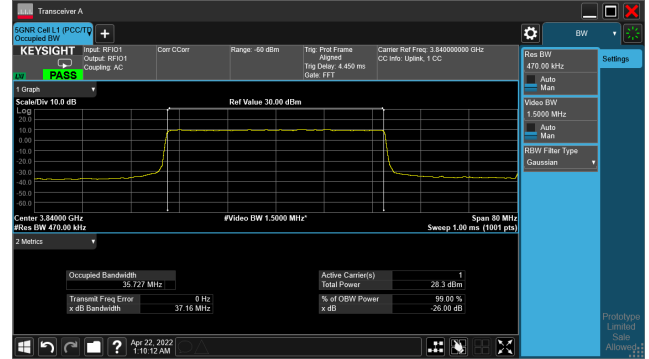 Transceiver A
5GNR Cell L1 (PCC/TD
Occupied BW
BW
KEYSIGHT
LW
PASS
Input: RFIO1
Output: RFIO1
Coupling: AC
Corr CCorr
Range: -60 dBm
Trig: Prot Frame
Aligned
Trig Delay: 4.450 ms
Gate: FFT
Carrier Ref Freq: 3.840000000 GHz
CC Info: Uplink, 1 CC
Res BW
470.00 kHz
Auto
Man
Settings
Video BW
1.5000 MHz
Auto
Man
RBW Filter Type
Gaussian
1 Graph
Scale/Div 10.0 dB
Ref Value 30.00 dBm
Log
20.0
10.0
0.00
-10.0
-20.0
-30.0
-40.0
-50.0
-60.0
Center 3.84000 GHz
#Video BW 1.5000 MHz*
Span 80 MHz
#Res BW 470.00 kHz
Sweep 1.00 ms (1001 pts)
2 Metrics
Occupied Bandwidth
35.727 MHz
Active Carrier(s) 1
Total Power 28.3 dBm
Transmit Freq Error 0 Hz
x dB Bandwidth 37.16 MHz
% of OBW Power 99.00 %
x dB -26.00 dB
Prototype
Limited
Sale
Allowed
Apr 22, 2022
1:10:12 AM